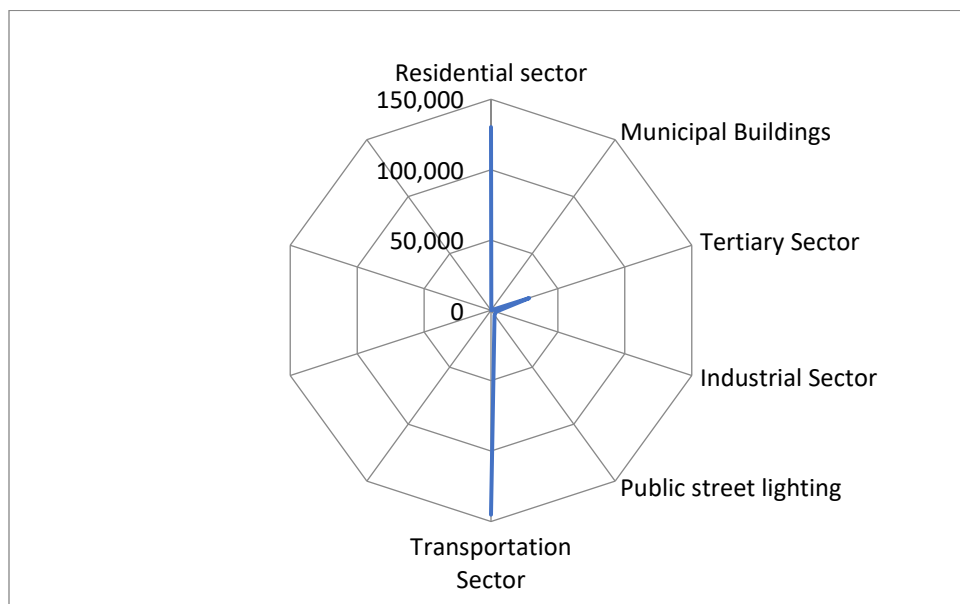 Residential sector
150,000
Municipal Buildings
100,000
Tertiary Sector
50,000
0
Industrial Sector
Public street lighting
Transportation
Sector